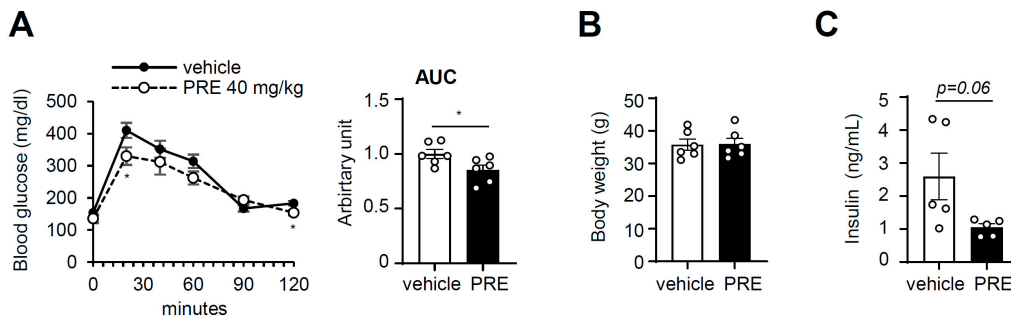 A
vehicle
PRE 40 mg/kg
Blood glucose (mg/dl)
500
400
300
200
100
0
0 30 60 90 120
minutes
*
*
AUC
Arbirtary unit
1.5
1.0
0.5
0.0
*
vehicle PRE
B
Body weight (g)
50
40
30
20
10
0
vehicle PRE
C
Insulin (ng/mL)
p=0.06
5
4
3
2
1
0
vehicle PRE